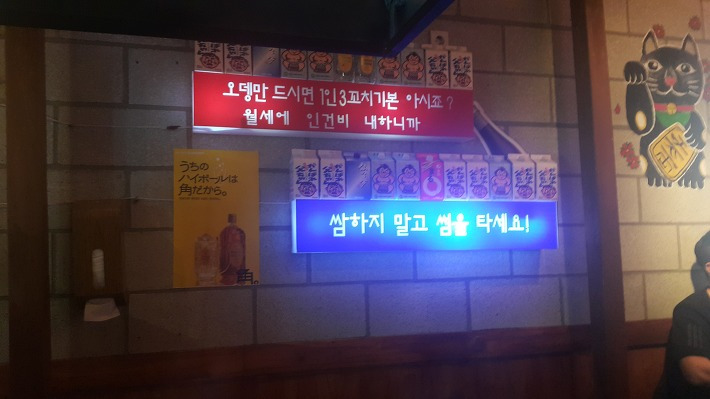 오뎅만 드시면 1인3꼬치기본 아시죠?
월세에 인건비 내하니까
うちの
ハイボールは
角だから。
쌈하지 말고 썸을 타세요!
角。